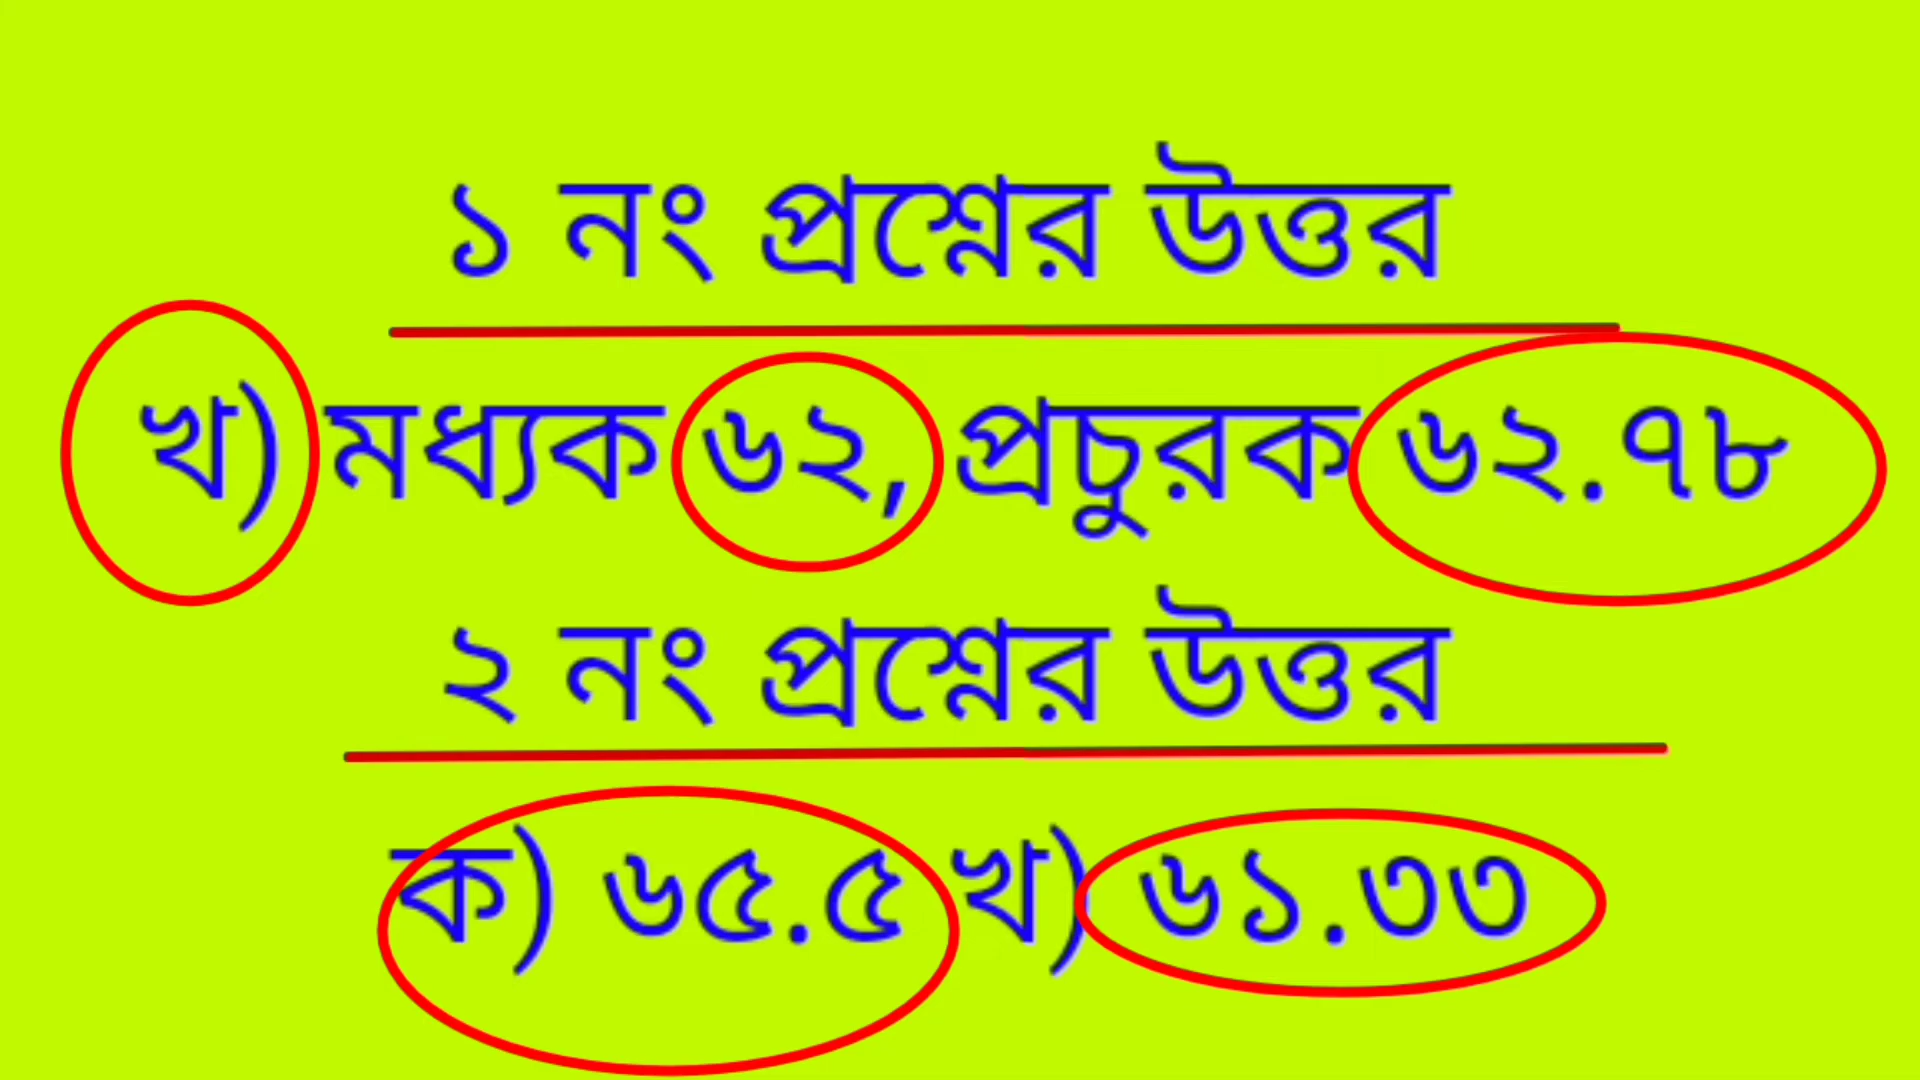 ১ নং প্রশ্নের উত্তর
খ) মধ্যক ৬২, প্রচুরক ৬২.৭৮
২ নং প্রশ্নের উত্তর
ক) ৬৫.৫ খ) ৬১.৩৩